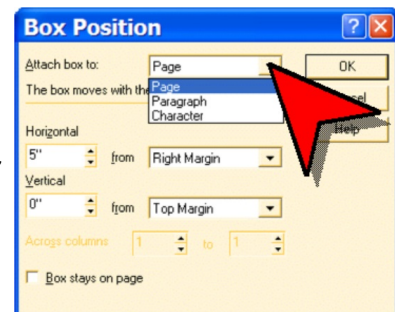 Box Position
Attach box to: Page OK
The box moves with the Page
Paragraph
Character
Help
Horizontal
5" from Right Margin
Vertical
0" from Top Margin
Across columns 1 to 1
Box stays on page